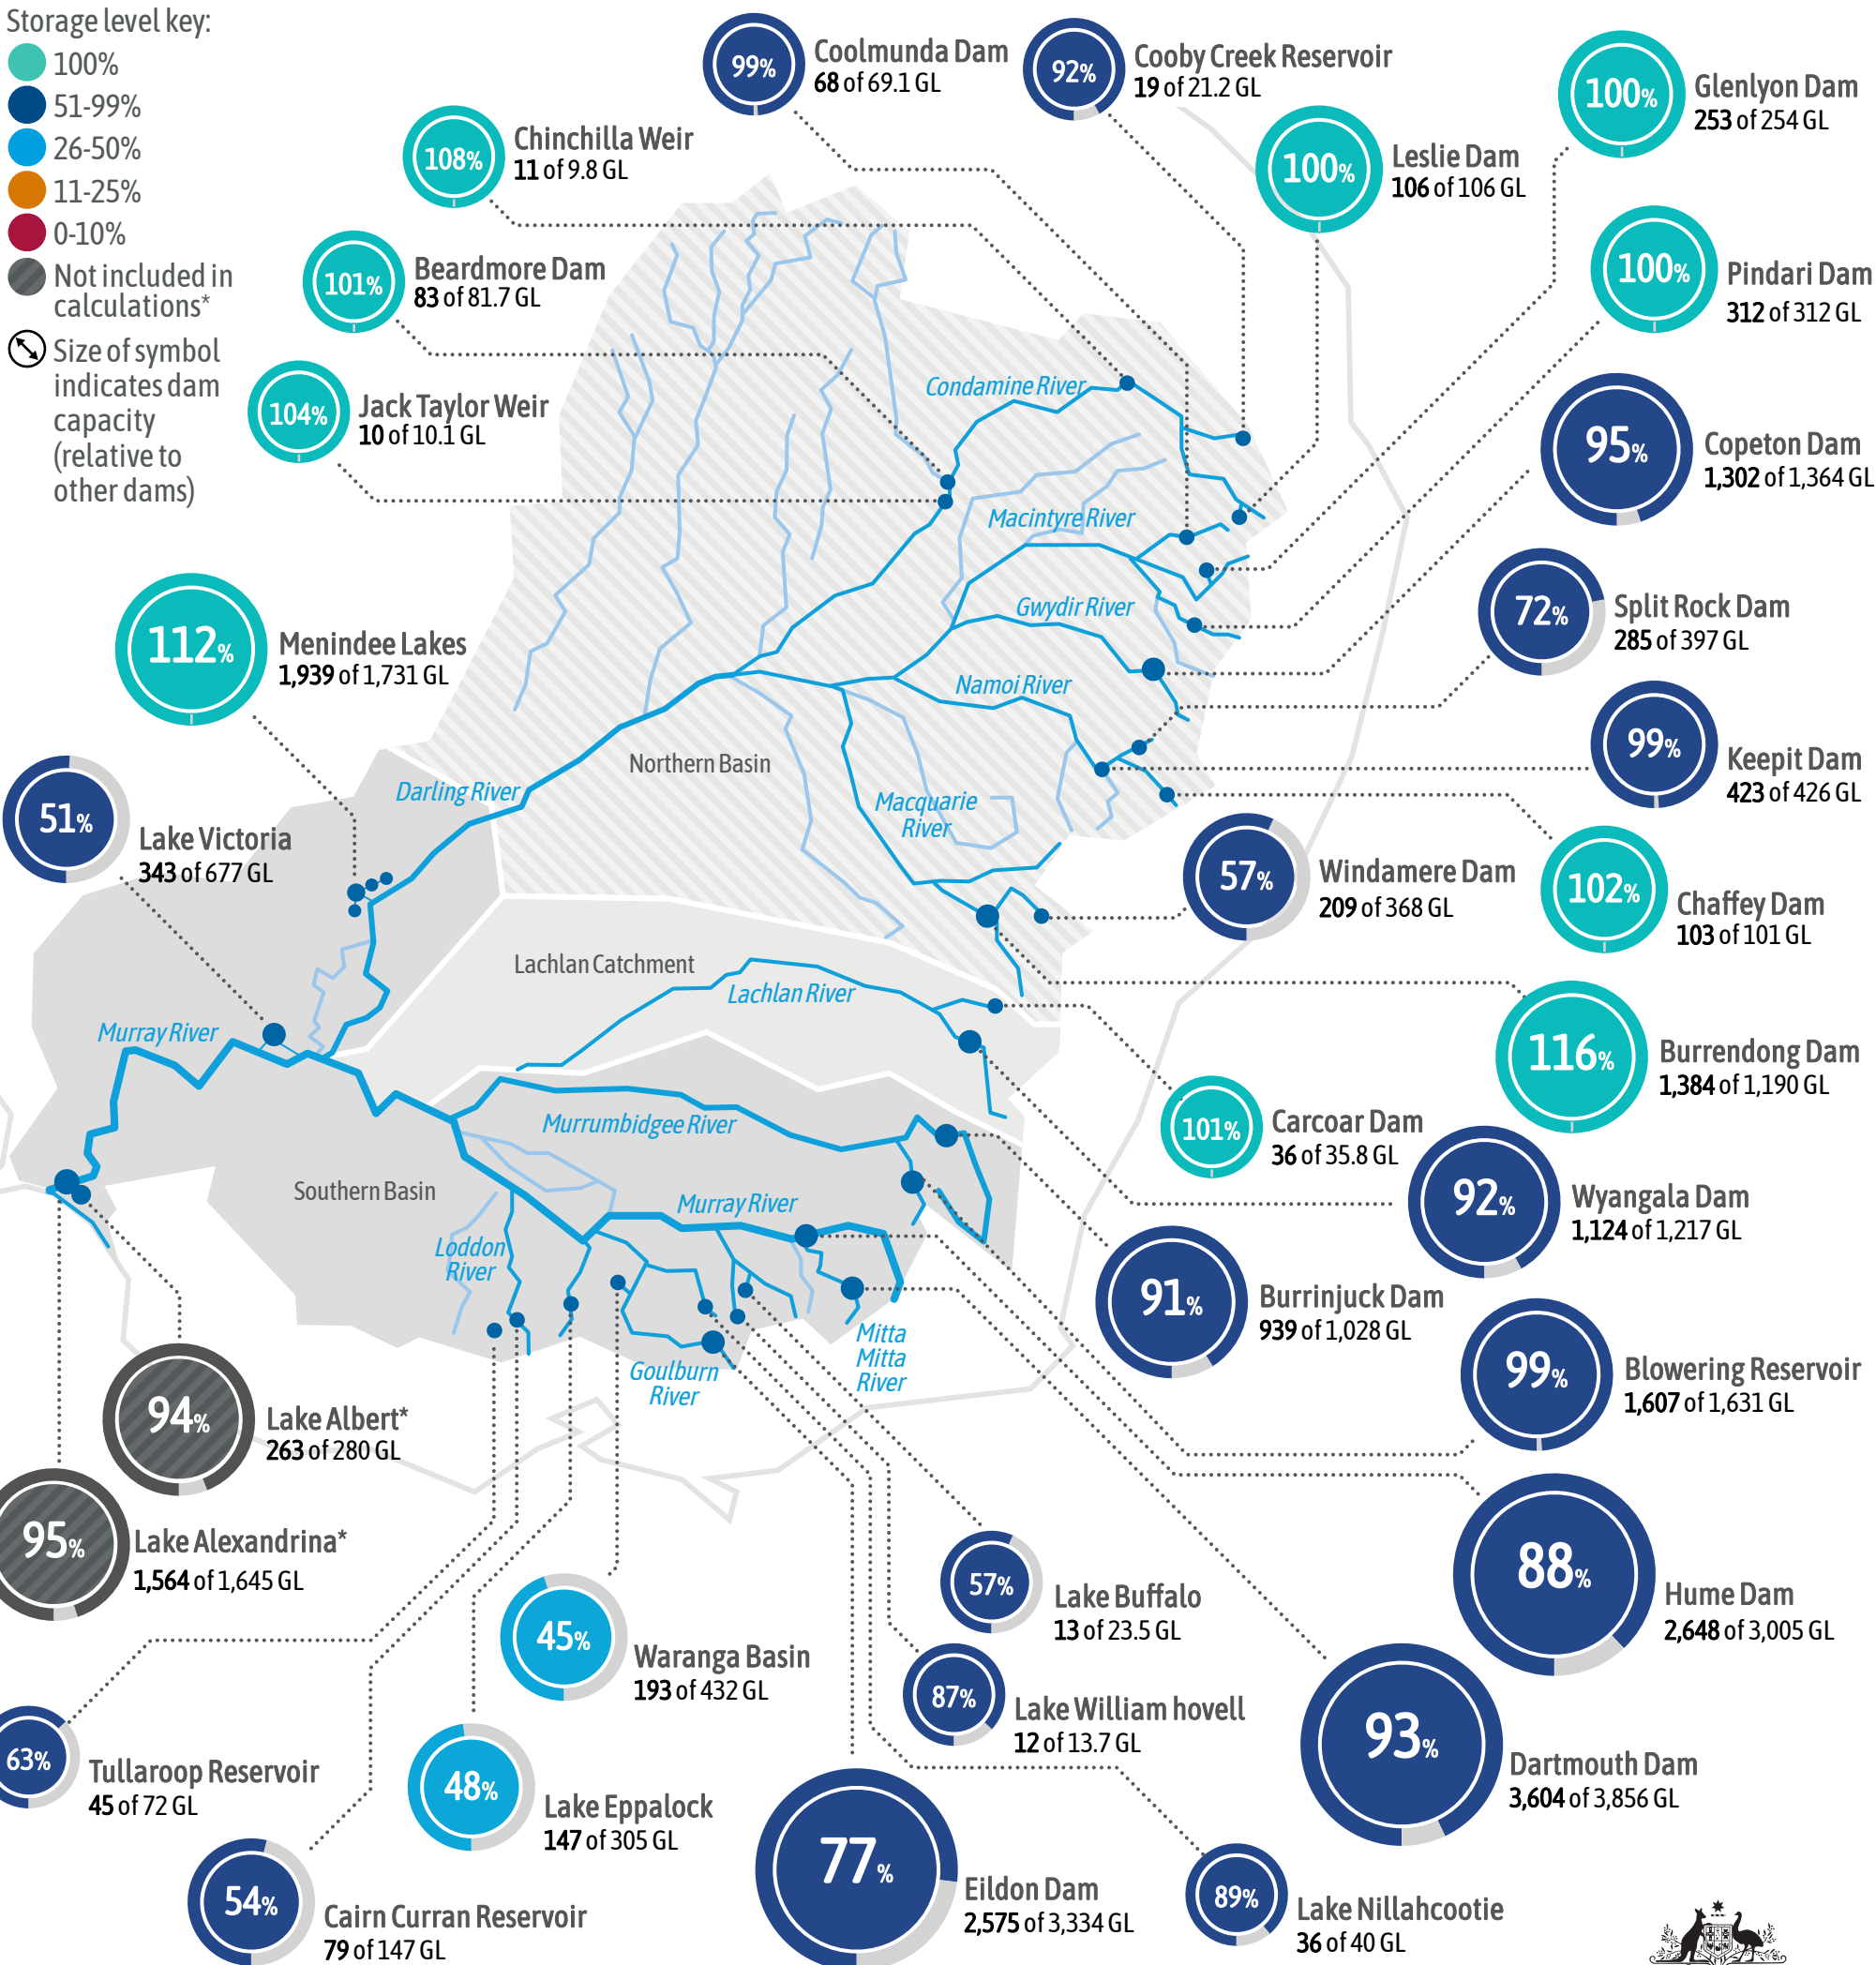 Storage level key:
100%
51-99%
26-50%
11-25%
0-10%
Not included in
calculations*
Size of symbol
indicates dam
capacity
(relative to
other dams)
99%
Coolmunda Dam
68 of 69.1 GL
92%
Cooby Creek Reservoir
19 of 21.2 GL
100%
Glenlyon Dam
253 of 254 GL
108%
Chinchilla Weir
11 of 9.8 GL
100%
Leslie Dam
106 of 106 GL
101%
Beardmore Dam
83 of 81.7 GL
100%
Pindari Dam
312 of 312 GL
104%
Jack Taylor Weir
10 of 10.1 GL
Condamine River
95%
Copeton Dam
1,302 of 1,364 GL
Macintyre River
112%
Menindee Lakes
1,939 of 1,731 GL
Gwydir River
72%
Split Rock Dam
285 of 397 GL
Namoi River
Northern Basin
99%
Keepit Dam
423 of 426 GL
Darling River
Macquarie
River
51%
Lake Victoria
343 of 677 GL
57%
Windamere Dam
209 of 368 GL
102%
Chaffey Dam
103 of 101 GL
Lachlan Catchment
Lachlan River
Murray River
116%
Burrendong Dam
1,384 of 1,190 GL
Murrumbidgee River
101%
Carcoar Dam
36 of 35.8 GL
Southern Basin
Murray River
92%
Wyangala Dam
1,124 of 1,217 GL
Loddon
River
91%
Burrinjuck Dam
939 of 1,028 GL
Mitta
Mitta
River
Goulburn
River
99%
Blowering Reservoir
1,607 of 1,631 GL
94%
Lake Albert*
263 of 280 GL
95%
Lake Alexandrina*
1,564 of 1,645 GL
57%
Lake Buffalo
13 of 23.5 GL
88%
Hume Dam
2,648 of 3,005 GL
45%
Waranga Basin
193 of 432 GL
87%
Lake William hovell
12 of 13.7 GL
63%
Tullaroop Reservoir
45 of 72 GL
48%
Lake Eppalock
147 of 305 GL
93%
Dartmouth Dam
3,604 of 3,856 GL
54%
Cairn Curran Reservoir
79 of 147 GL
77%
Eildon Dam
2,575 of 3,334 GL
89%
Lake Nillahcootie
36 of 40 GL